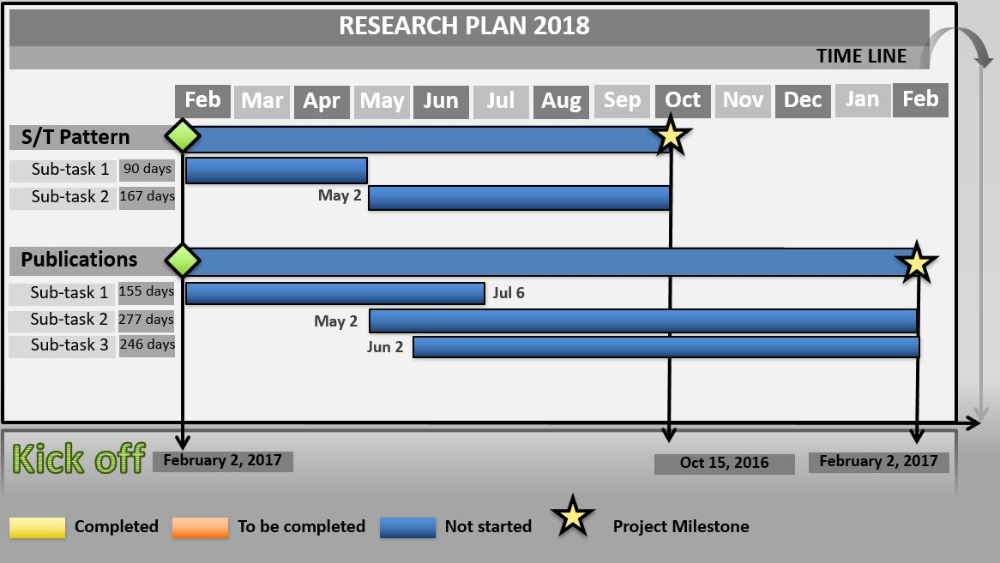 RESEARCH PLAN 2018
TIME LINE
Feb Mar Apr May Jun Jul Aug Sep Oct Nov Dec Jan Feb
S/T Pattern
Sub-task 1 90 days
Sub-task 2 167 days May 2
Publications
Sub-task 1 155 days Jul 6
Sub-task 2 277 days May 2
Sub-task 3 246 days Jun 2
Kick off February 2, 2017 Oct 15, 2016 February 2, 2017
Completed To be completed Not started Project Milestone